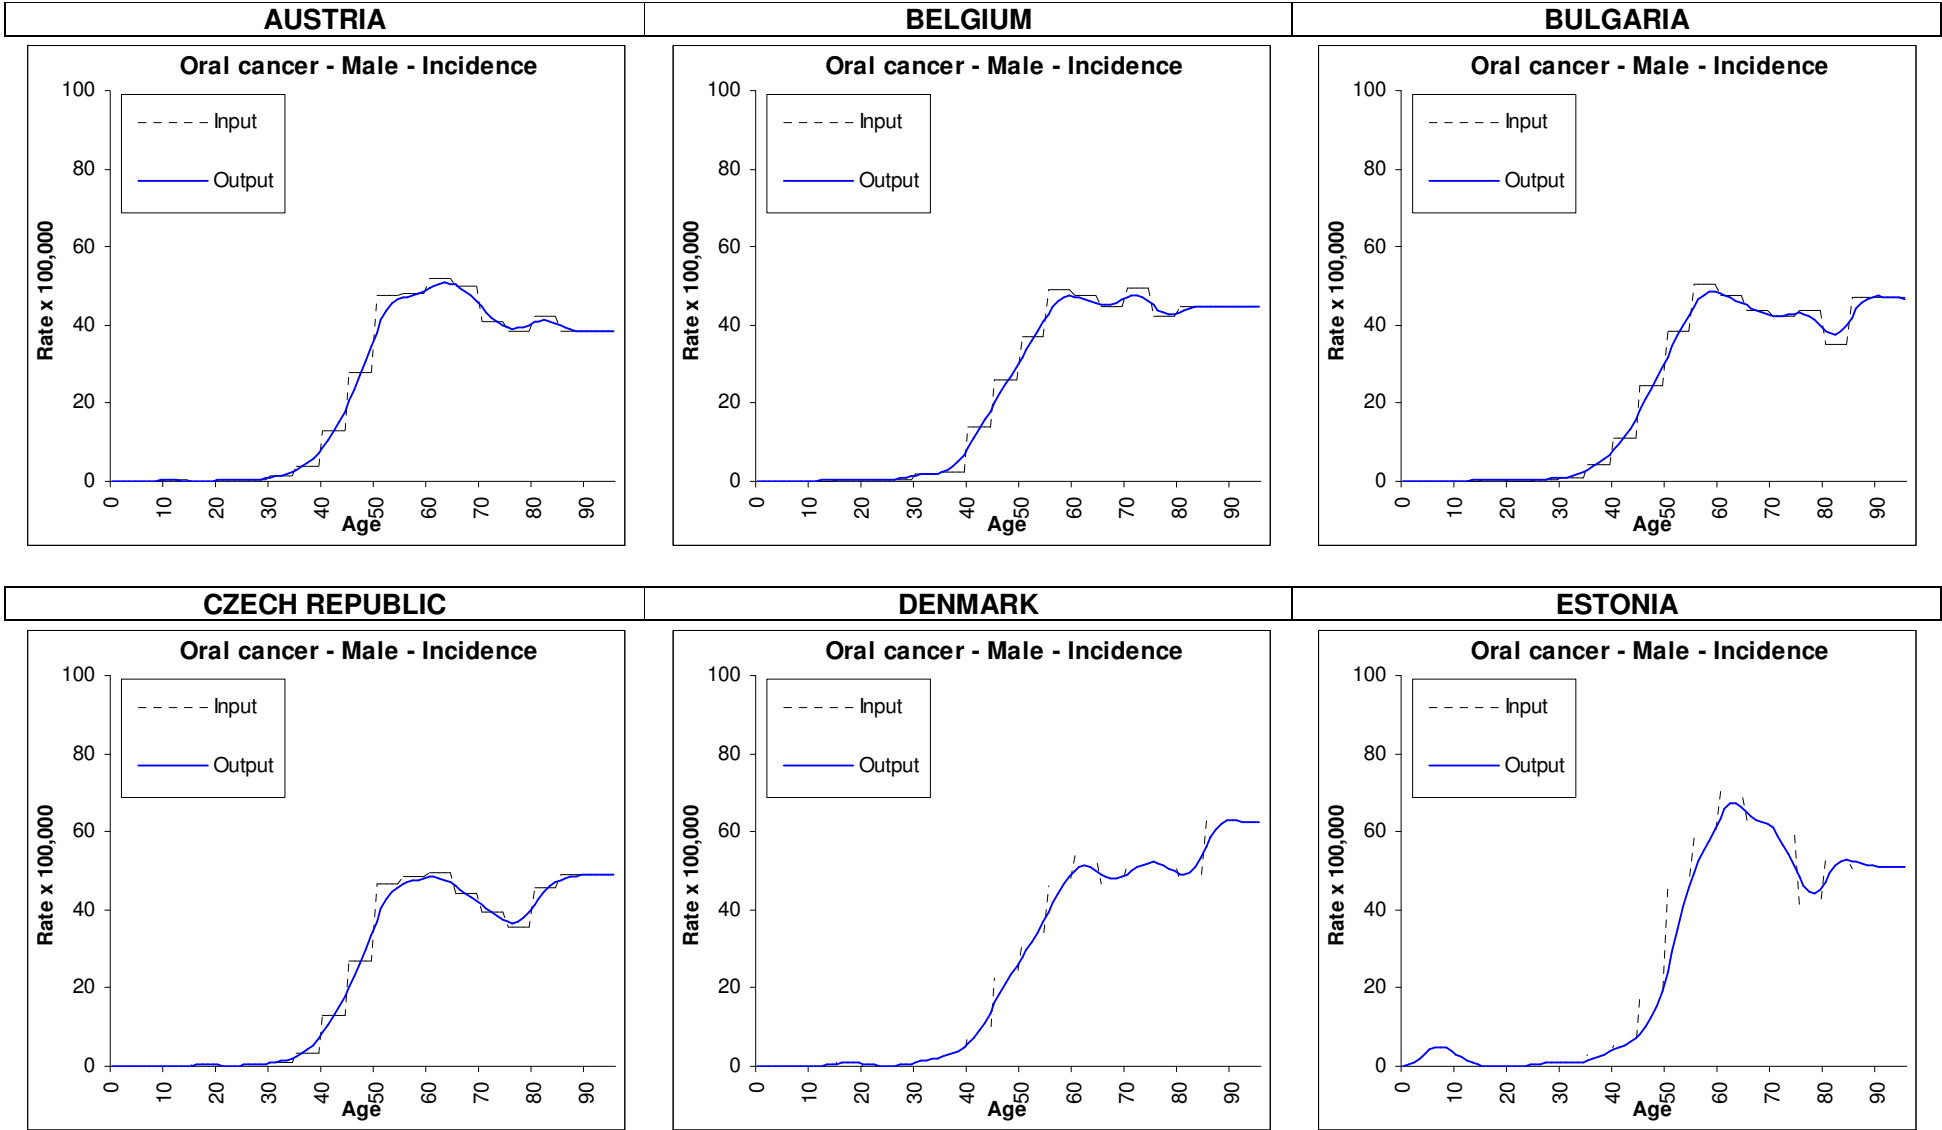 AUSTRIA
BELGIUM
BULGARIA
Oral cancer - Male - Incidence
100
80
60
40
20
0
Input
Output
Rate x 100,000
0 10 20 30 40 50 60 70 80 90
Age
Oral cancer - Male - Incidence
100
80
60
40
20
0
Input
Output
Rate x 100,000
0 10 20 30 40 50 60 70 80 90
Age
Oral cancer - Male - Incidence
100
80
60
40
20
0
Input
Output
Rate x 100,000
0 10 20 30 40 50 60 70 80 90
Age
CZECH REPUBLIC
DENMARK
ESTONIA
Oral cancer - Male - Incidence
100
80
60
40
20
0
Input
Output
Rate x 100,000
0 10 20 30 40 50 60 70 80 90
Age
Oral cancer - Male - Incidence
100
80
60
40
20
0
Input
Output
Rate x 100,000
0 10 20 30 40 50 60 70 80 90
Age
Oral cancer - Male - Incidence
100
80
60
40
20
0
Input
Output
Rate x 100,000
0 10 20 30 40 50 60 70 80 90
Age